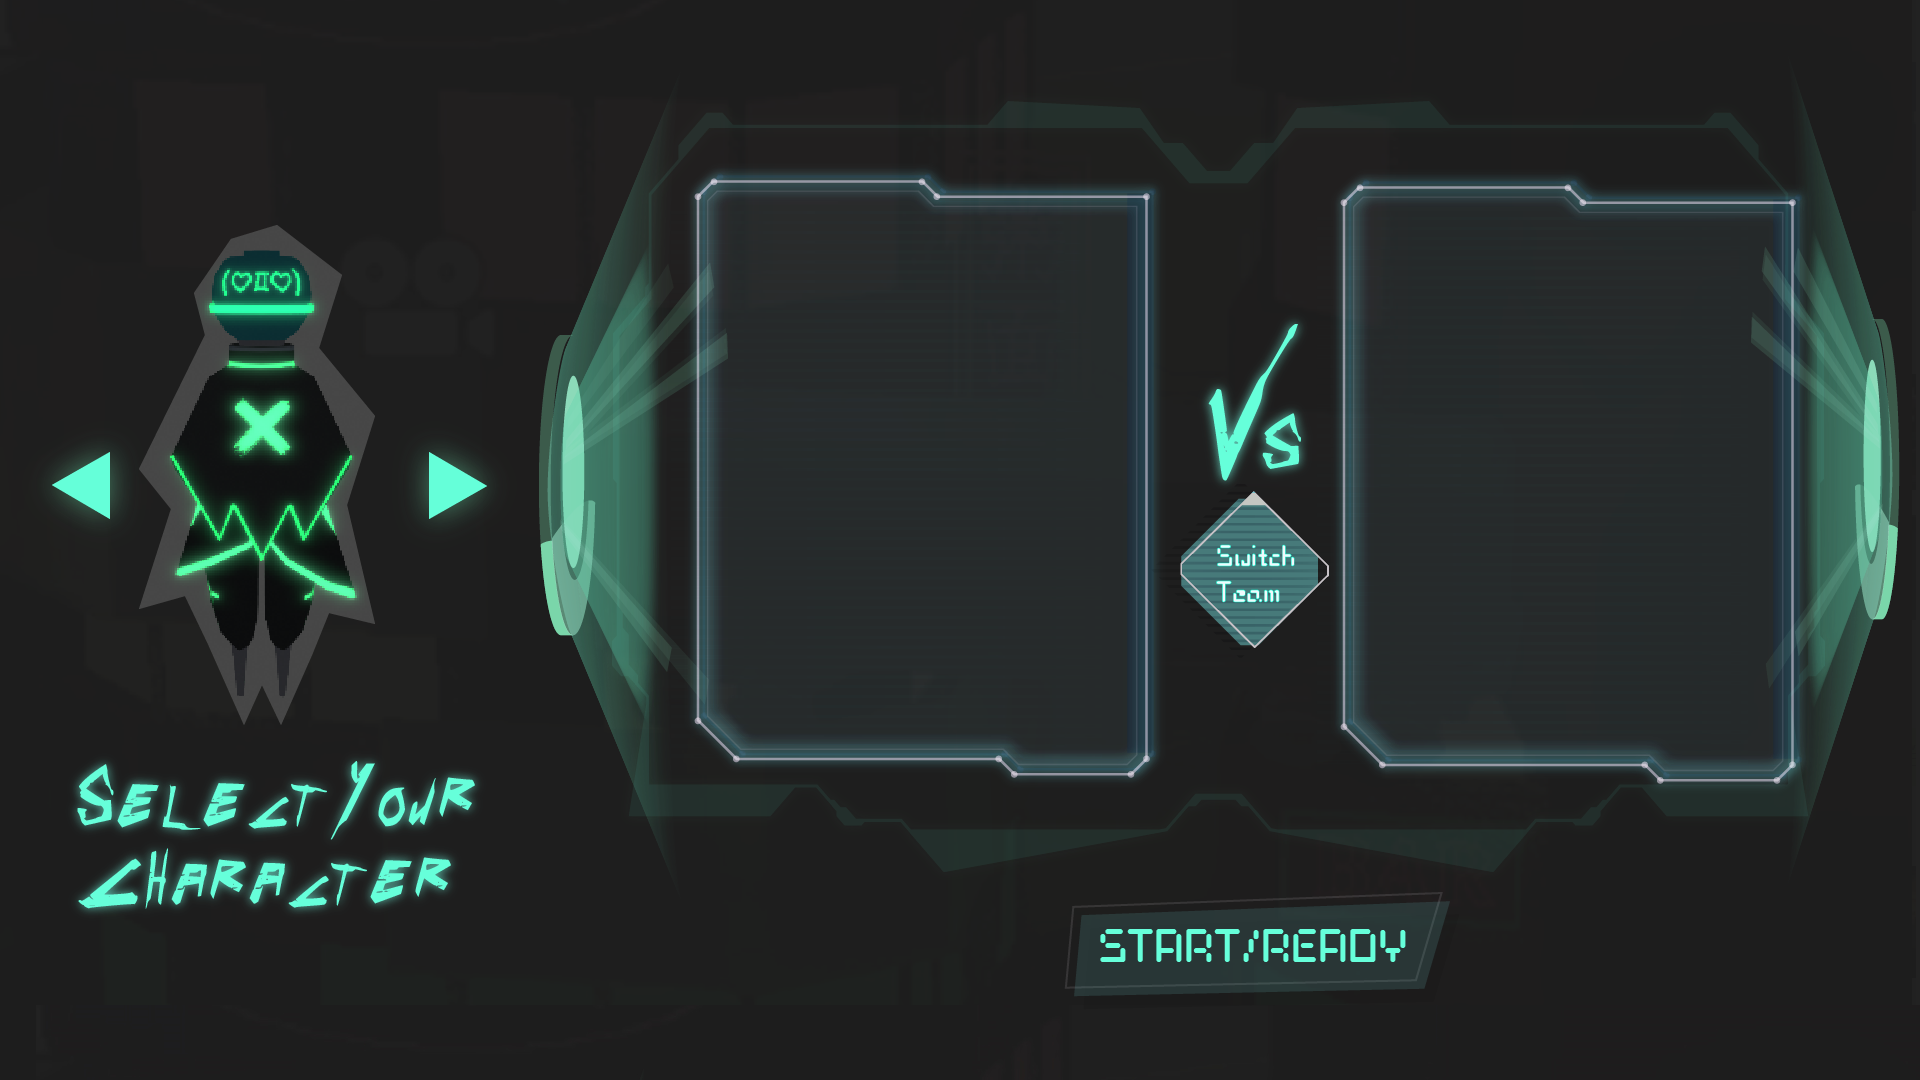 (♡Д♡)
SELECT YOUR
CHARACTER
Vs
Switch
Team
START/READY